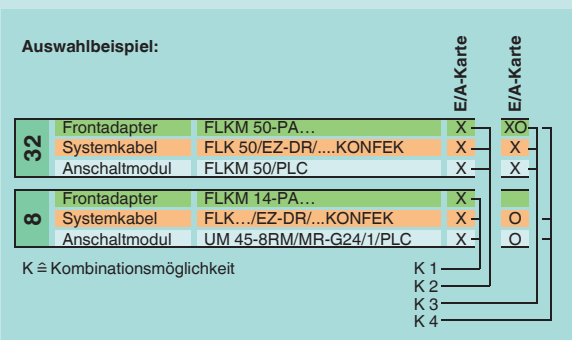 Auswahlbeispiel:
E/A-Karte
E/A-Karte
32
Frontadapter FLKM 50-PA… X XO
Systemkabel FLK 50/EZ-DR/....KONFEK X X
Anschaltmodul FLKM 50/PLC X X
8
Frontadapter FLKM 14-PA… X
Systemkabel FLK…/EZ-DR/...KONFEK X O
Anschaltmodul UM 45-8RM/MR-G24/1/PLC X O
K ≙ Kombinationsmöglichkeit
K 1
K 2
K 3
K 4